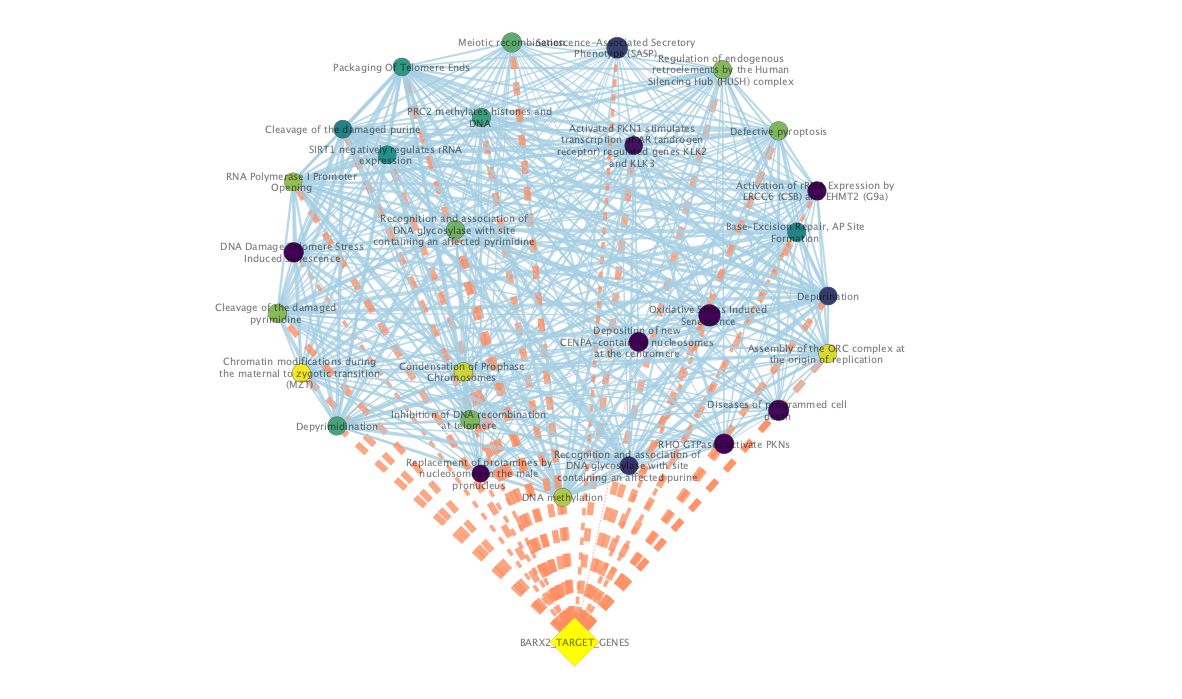 Meiotic recombination
Senescence-Associated Secretory
Phenotype (SASP)
Packaging Of Telomere Ends
Regulation of endogenous
retroelements by the Human
Silencing Hub (HUSH) complex
PRC2 methylates histones and
DNA
Cleavage of the damaged purine
Activated PKN1 stimulates
transcription of AR (androgen
receptor) regulated genes KLK2
and KLK3
Defective pyroptosis
SIRT1 negatively regulates rRNA
expression
RNA Polymerase I Promoter
Opening
Activation of rRNA Expression by
ERCC6 (CSB) and EHMT2 (G9a)
Recognition and association of
DNA glycosylase with site
containing an affected pyrimidine
Base-Excision Repair, AP Site
Formation
DNA Damage/Telomere Stress
Induced Senescence
Depurination
Cleavage of the damaged
pyrimidine
Oxidative Stress Induced
Senescence
Deposition of new
CENPA-containing nucleosomes
at the centromere
Assembly of the ORC complex at
the origin of replication
Chromatin modifications during
the maternal to zygotic transition
(MZT)
Condensation of Prophase
Chromosomes
Diseases of programmed cell
death
Inhibition of DNA recombination
at telomere
Depyrimidination
RHO GTPases activate PKNs
Recognition and association of
DNA glycosylase with site
containing an affected purine
Replacement of protamines by
nucleosomes in the male
pronucleus
DNA methylation
BARX2_TARGET_GENES